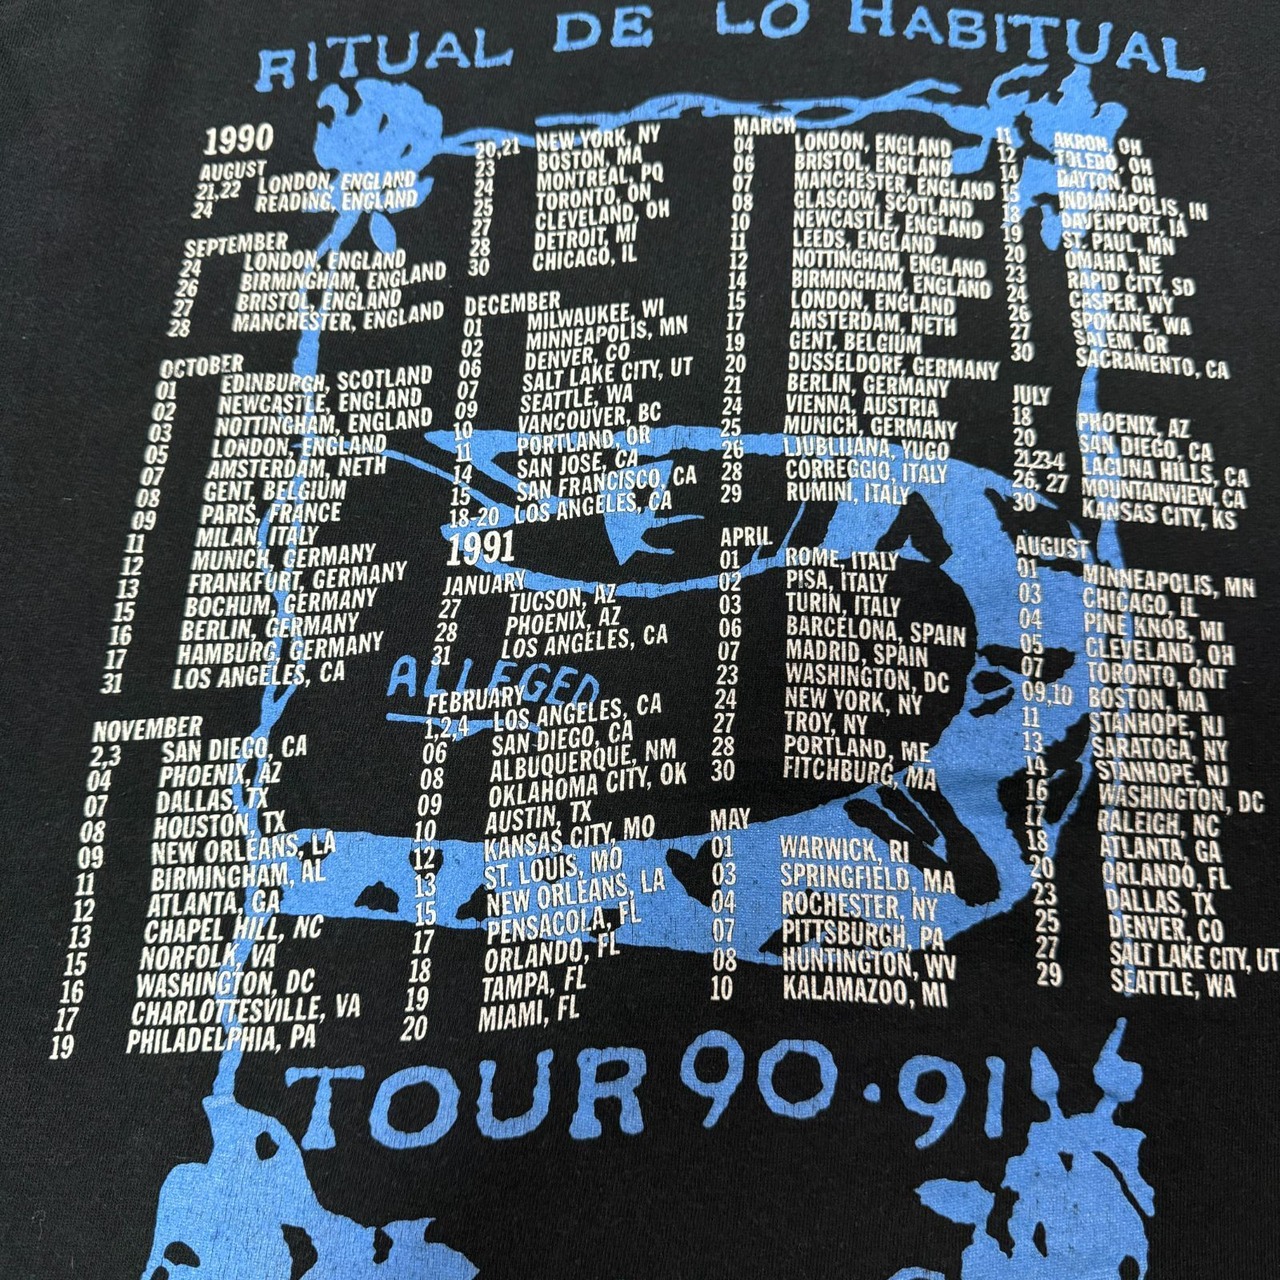 RITUAL DE LO HABITUAL
1990
AUGUST
21,22 LONDON, ENGLAND
24 READING, ENGLAND
SEPTEMBER
24 LONDON, ENGLAND
26 BIRMINGHAM, ENGLAND
27 BRISTOL, ENGLAND
28 MANCHESTER, ENGLAND
OCTOBER
01 EDINBURGH, SCOTLAND
02 NEWCASTLE, ENGLAND
03 NOTTINGHAM, ENGLAND
05 LONDON, ENGLAND
07 AMSTERDAM, NETH
08 GENT, BELGIUM
09 PARIS, FRANCE
11 MILAN, ITALY
12 MUNICH, GERMANY
13 FRANKFURT, GERMANY
15 BOCHUM, GERMANY
16 BERLIN, GERMANY
17 HAMBURG, GERMANY
31 LOS ANGELES, CA
NOVEMBER
2,3 SAN DIEGO, CA
04 PHOENIX, AZ
07 DALLAS, TX
08 HOUSTON, TX
09 NEW ORLEANS, LA
11 BIRMINGHAM, AL
12 ATLANTA, GA
13 CHAPEL HILL, NC
15 NORFOLK, VA
16 WASHINGTON, DC
17 CHARLOTTESVILLE, VA
19 PHILADELPHIA, PA
20,21 NEW YORK, NY
23 BOSTON, MA
24 MONTREAL, PQ
25 TORONTO, ON
27 CLEVELAND, OH
28 DETROIT, MI
30 CHICAGO, IL
DECEMBER
01 MILWAUKEE, WI
02 MINNEAPOLIS, MN
06 DENVER, CO
07 SALT LAKE CITY, UT
09 SEATTLE, WA
10 VANCOUVER, BC
11 PORTLAND, OR
14 SAN JOSE, CA
15 SAN FRANCISCO, CA
18-20 LOS ANGELES, CA
1991
JANUARY
27 TUCSON, AZ
28 PHOENIX, AZ
31 LOS ANGELES, CA
ALLEGED
FEBRUARY
1,2,4 LOS ANGELES, CA
06 SAN DIEGO, CA
08 ALBUQUERQUE, NM
09 OKLAHOMA CITY, OK
10 AUSTIN, TX
12 KANSAS CITY, MO
13 ST. LOUIS, MO
15 NEW ORLEANS, LA
17 PENSACOLA, FL
18 ORLANDO, FL
19 TAMPA, FL
20 MIAMI, FL
MARCH
04 LONDON, ENGLAND
06 BRISTOL, ENGLAND
07 MANCHESTER, ENGLAND
08 GLASGOW, SCOTLAND
10 NEWCASTLE, ENGLAND
11 LEEDS, ENGLAND
12 NOTTINGHAM, ENGLAND
14 BIRMINGHAM, ENGLAND
15 LONDON, ENGLAND
17 AMSTERDAM, NETH
19 GENT, BELGIUM
20 DUSSELDORF, GERMANY
21 BERLIN, GERMANY
24 VIENNA, AUSTRIA
25 MUNICH, GERMANY
26 LJUBLIJANA, YUGO
28 CORREGGIO, ITALY
29 RUMINI, ITALY
APRIL
01 ROME, ITALY
02 PISA, ITALY
03 TURIN, ITALY
06 BARCELONA, SPAIN
07 MADRID, SPAIN
23 WASHINGTON, DC
24 NEW YORK, NY
27 TROY, NY
28 PORTLAND, ME
30 FITCHBURG, MA
MAY
01 WARWICK, RI
03 SPRINGFIELD, MA
04 ROCHESTER, NY
07 PITTSBURGH, PA
08 HUNTINGTON, WV
10 KALAMAZOO, MI
11 AKRON, OH
12 TOLEDO, OH
14 DAYTON, OH
15 INDIANAPOLIS, IN
18 DAVENPORT, IA
19 ST. PAUL, MN
20 OMAHA, NE
23 RAPID CITY, SD
24 CASPER, WY
26 SPOKANE, WA
27 SALEM, OR
30 SACRAMENTO, CA
JULY
18 PHOENIX, AZ
20 SAN DIEGO, CA
21,234 LAGUNA HILLS, CA
26, 27 MOUNTAINVIEW, CA
30 KANSAS CITY, KS
AUGUST
01 MINNEAPOLIS, MN
03 CHICAGO, IL
04 PINE KNOB, MI
05 CLEVELAND, OH
07 TORONTO, ONT
09,10 BOSTON, MA
11 STANHOPE, NJ
13 SARATOGA, NY
14 STANHOPE, NJ
16 WASHINGTON, DC
17 RALEIGH, NC
18 ATLANTA, GA
20 ORLANDO, FL
23 DALLAS, TX
25 DENVER, CO
27 SALT LAKE CITY, UT
29 SEATTLE, WA
TOUR 90·91